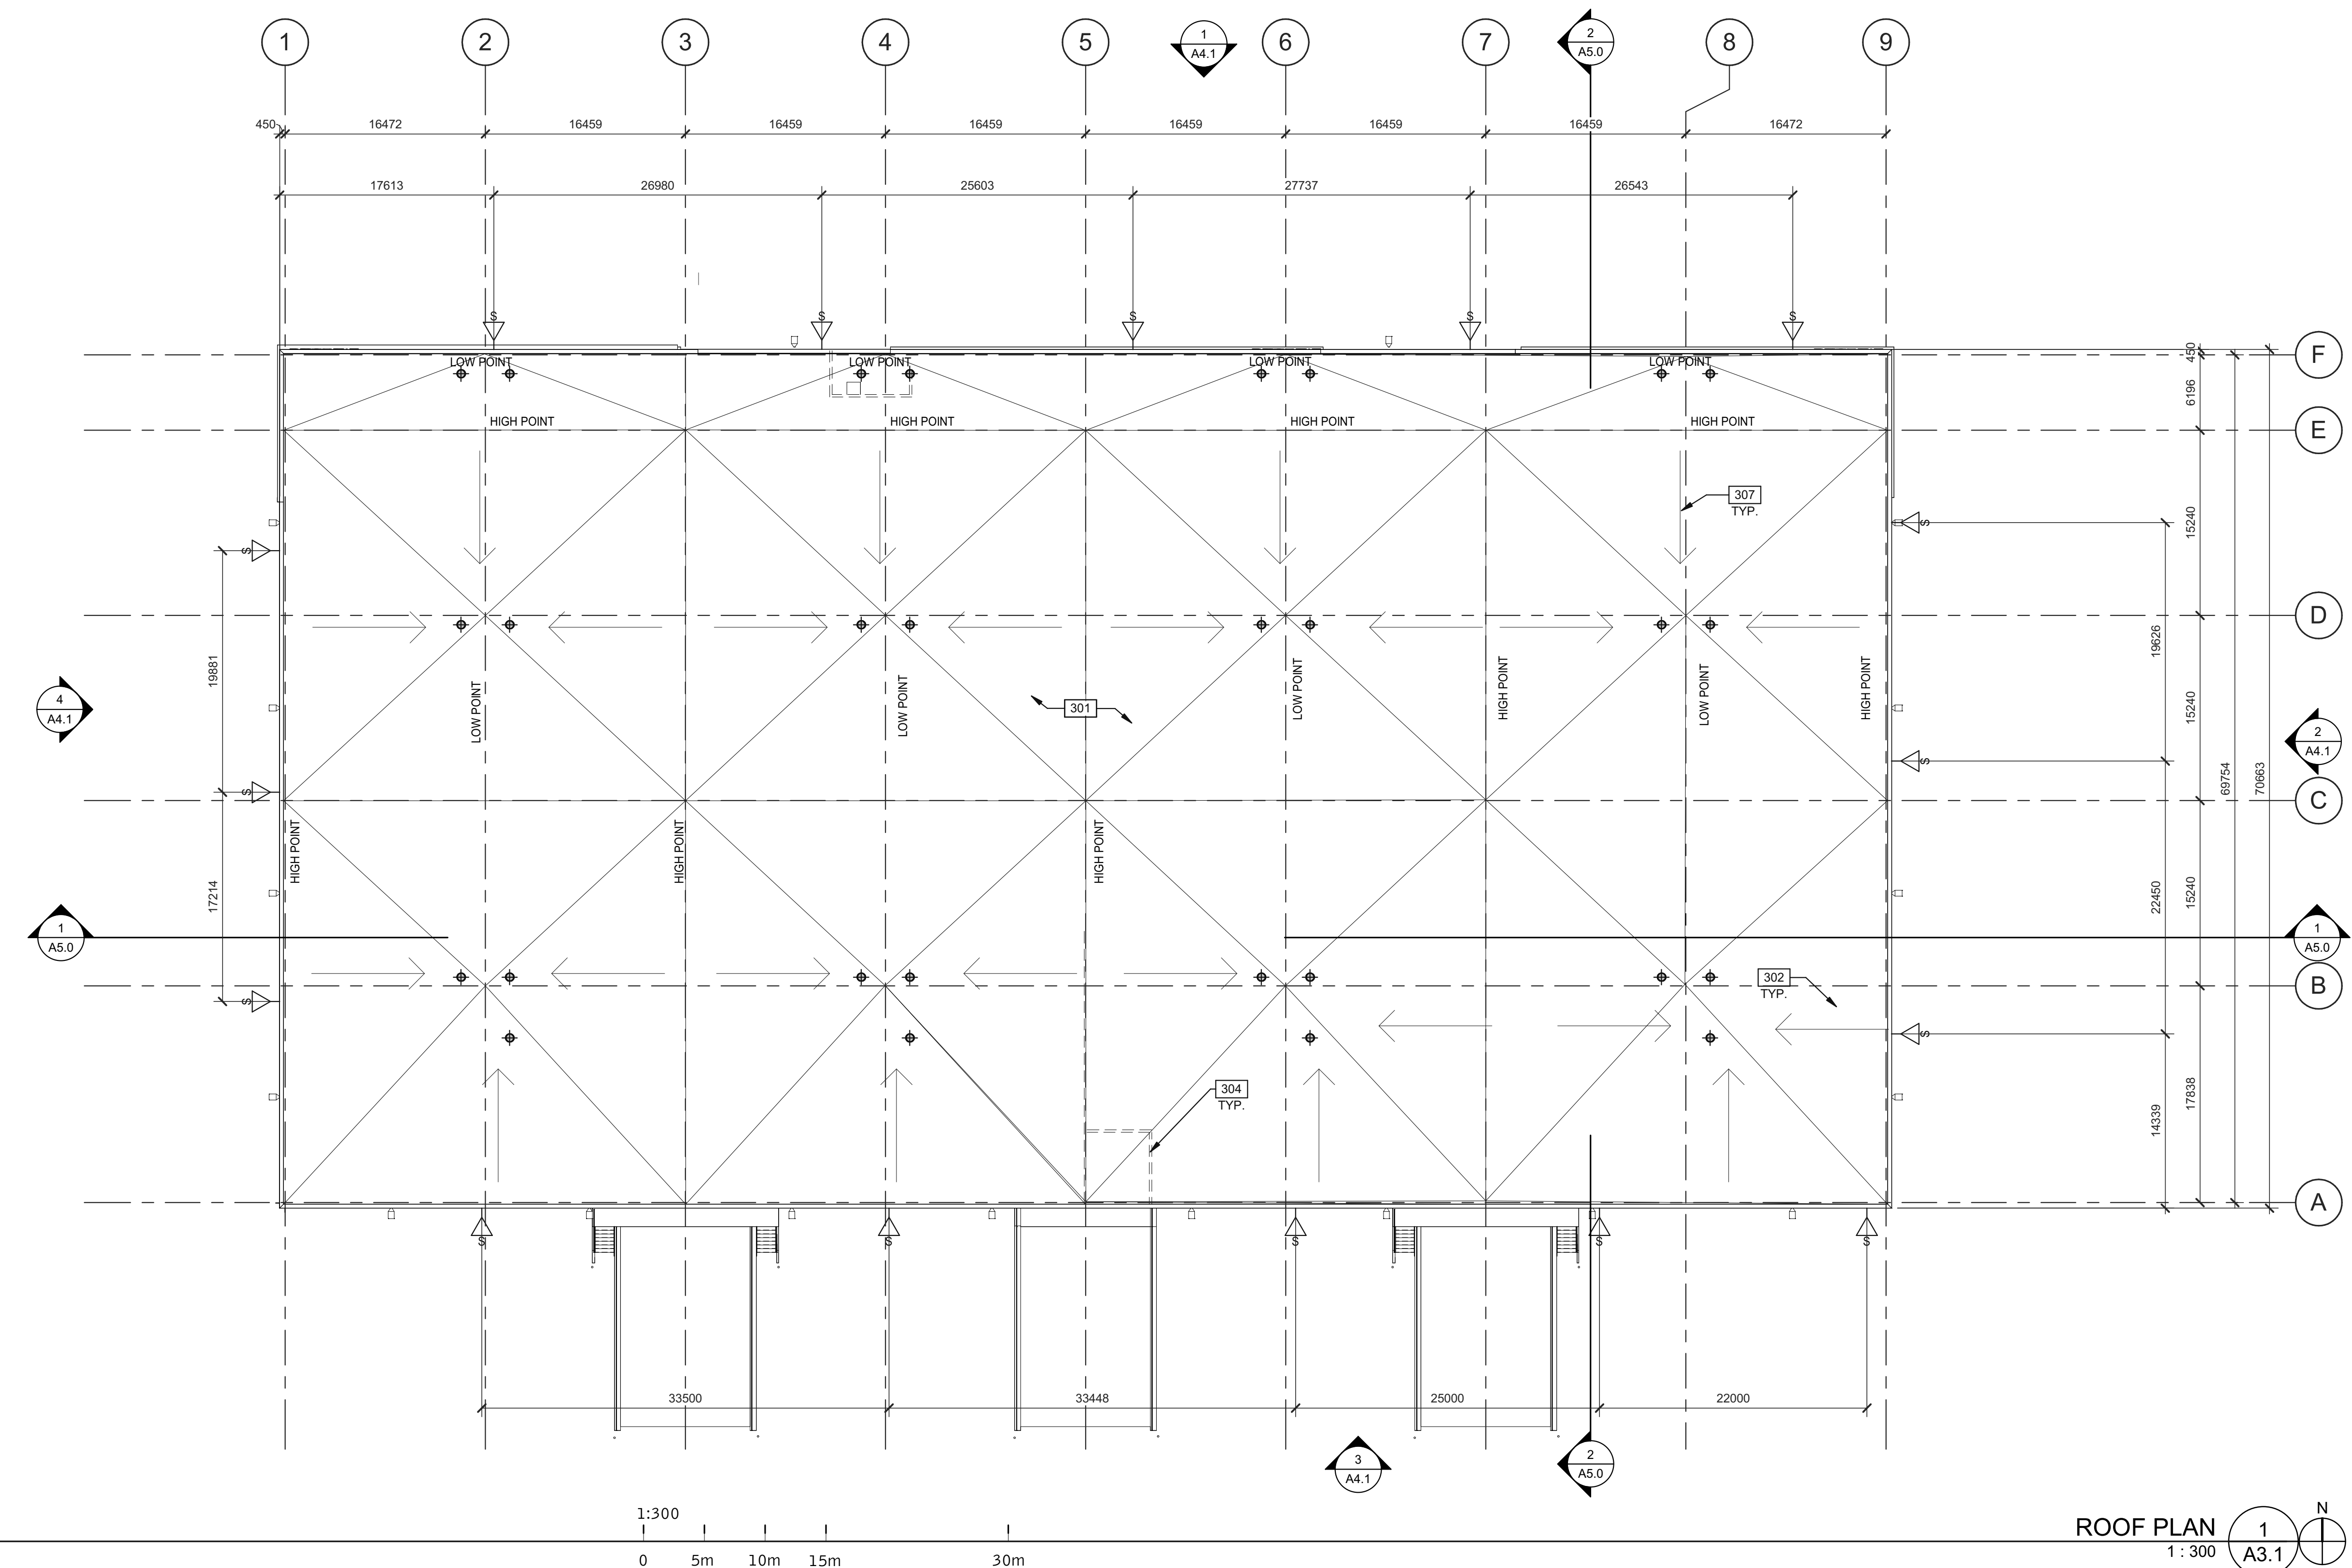 1 2 3 4 5 6 7 8 9
1
A4.1
2
A5.0
450 16472 16459 16459 16459 16459 16459 16459 16472
17613 26980 25603 27737 26543
S S S S S
F
450
LOW POINT LOW POINT LOW POINT LOW POINT
6196
HIGH POINT HIGH POINT HIGH POINT HIGH POINT
E
307
TYP.
15240
S S
D
19881
19626
LOW POINT LOW POINT LOW POINT HIGH POINT LOW POINT HIGH POINT
301
4
A4.1
15240
2
A4.1
69754
70663
S S
C
HIGH POINT HIGH POINT HIGH POINT
17214
22450
15240
1
A5.0
1
A5.0
302
TYP.
B
S S
304
TYP.
14339
17838
A
S S S S S
33500 33448 25000 22000
3
A4.1
2
A5.0
1:300
0 5m 10m 15m 30m
ROOF PLAN
1 : 300
1
A3.1
N